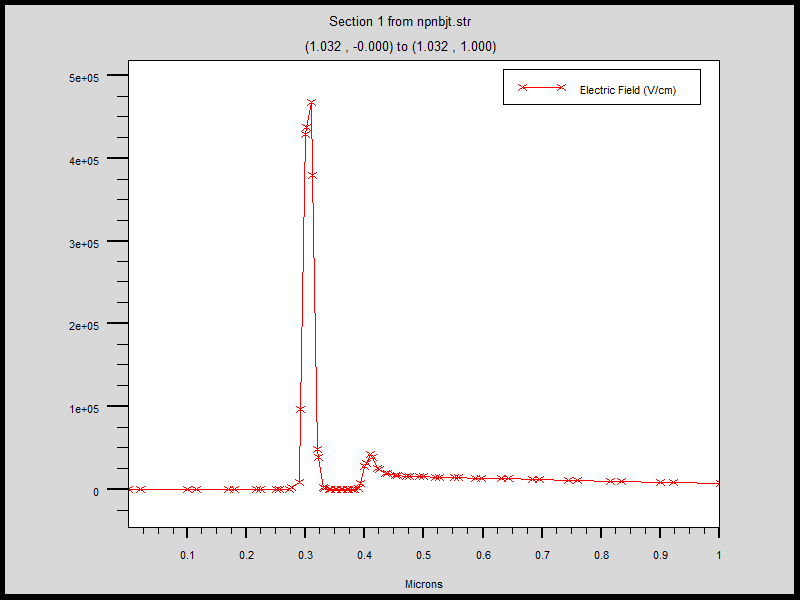 Section 1 from npnbjt.str
(1.032 , -0.000) to (1.032 , 1.000)
Electric Field (V/cm)
5e+05
4e+05
3e+05
2e+05
1e+05
0
0.1 0.2 0.3 0.4 0.5 0.6 0.7 0.8 0.9 1
Microns